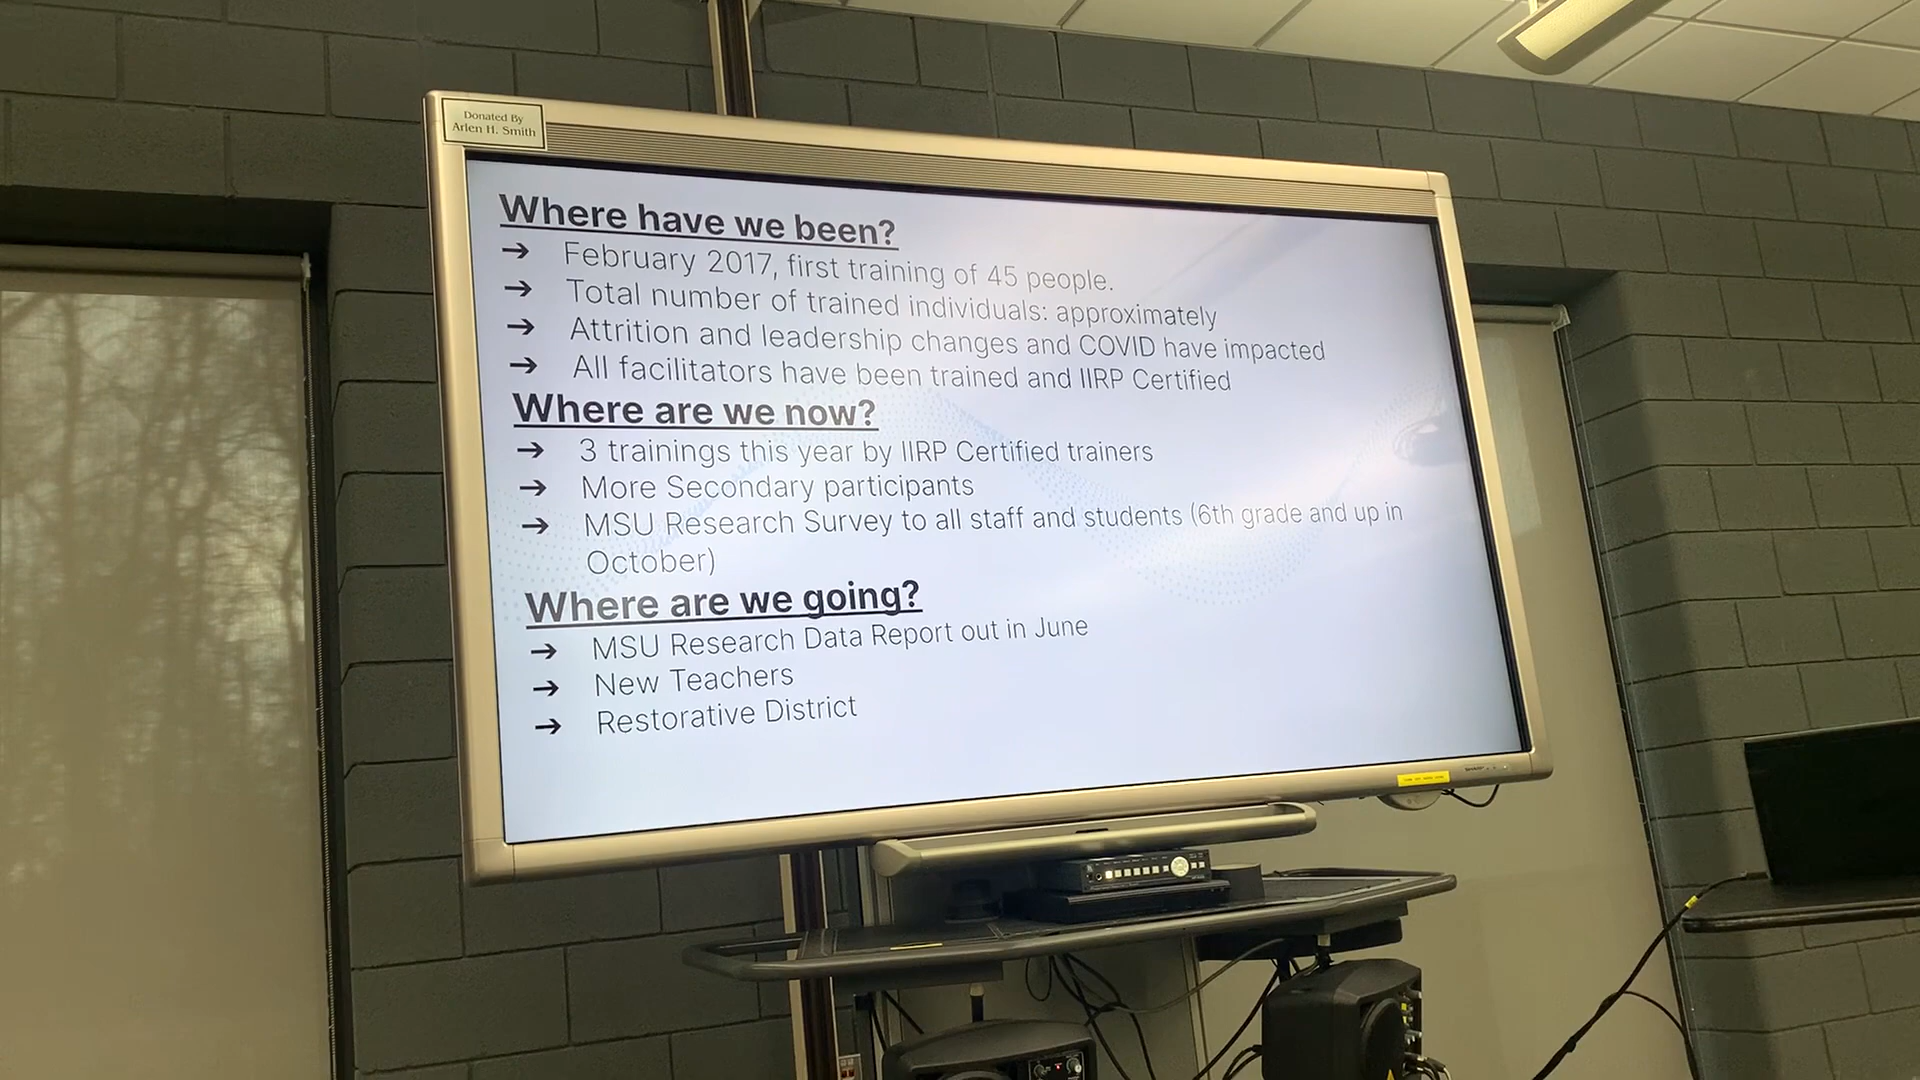 Donated By
Arlen H. Smith
Where have we been?
➔ February 2017, first training of 45 people.
➔ Total number of trained individuals: approximately
➔ Attrition and leadership changes and COVID have impacted
➔ All facilitators have been trained and IIRP Certified
Where are we now?
➔ 3 trainings this year by IIRP Certified trainers
➔ More Secondary participants
➔ MSU Research Survey to all staff and students (6th grade and up in
October)
Where are we going?
➔ MSU Research Data Report out in June
➔ New Teachers
➔ Restorative District
SHARP